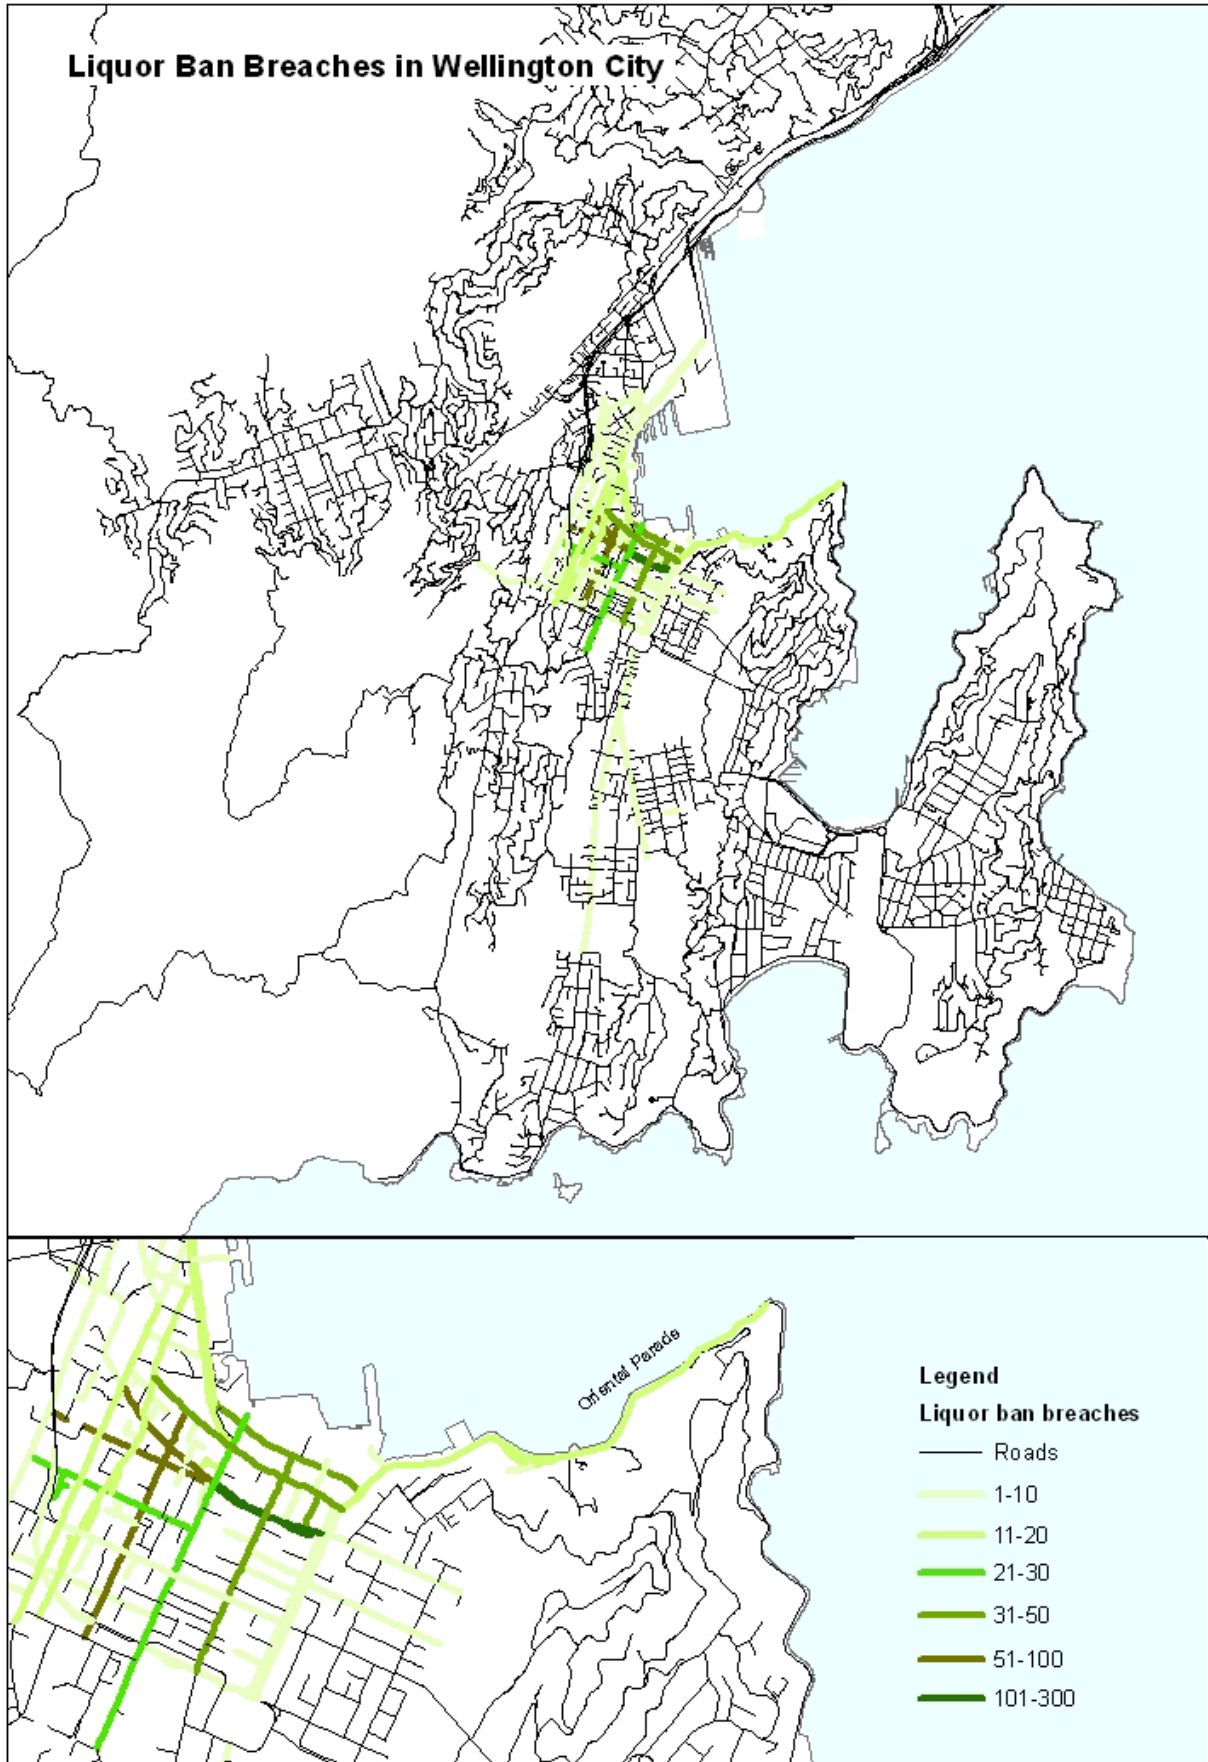 Liquor Ban Breaches in Wellington City
Oriental Parade
Legend
Liquor ban breaches
Roads
1-10
11-20
21-30
31-50
51-100
101-300